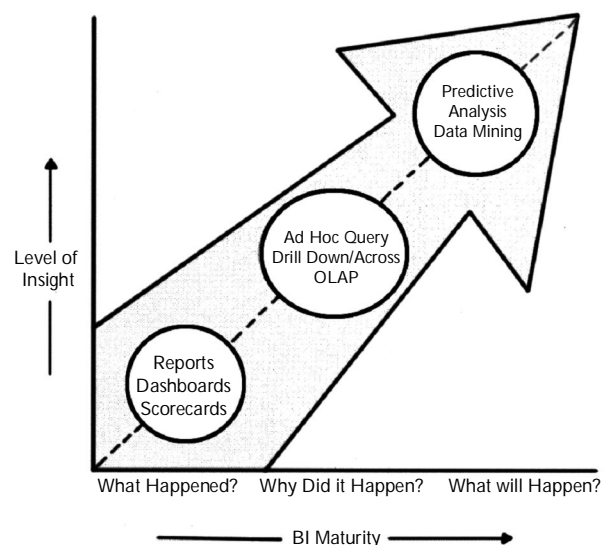 Predictive
Analysis
Data Mining
Ad Hoc Query
Drill Down/Across
OLAP
Level of
Insight
Reports
Dashboards
Scorecards
What Happened?
Why Did it Happen?
What will Happen?
BI Maturity